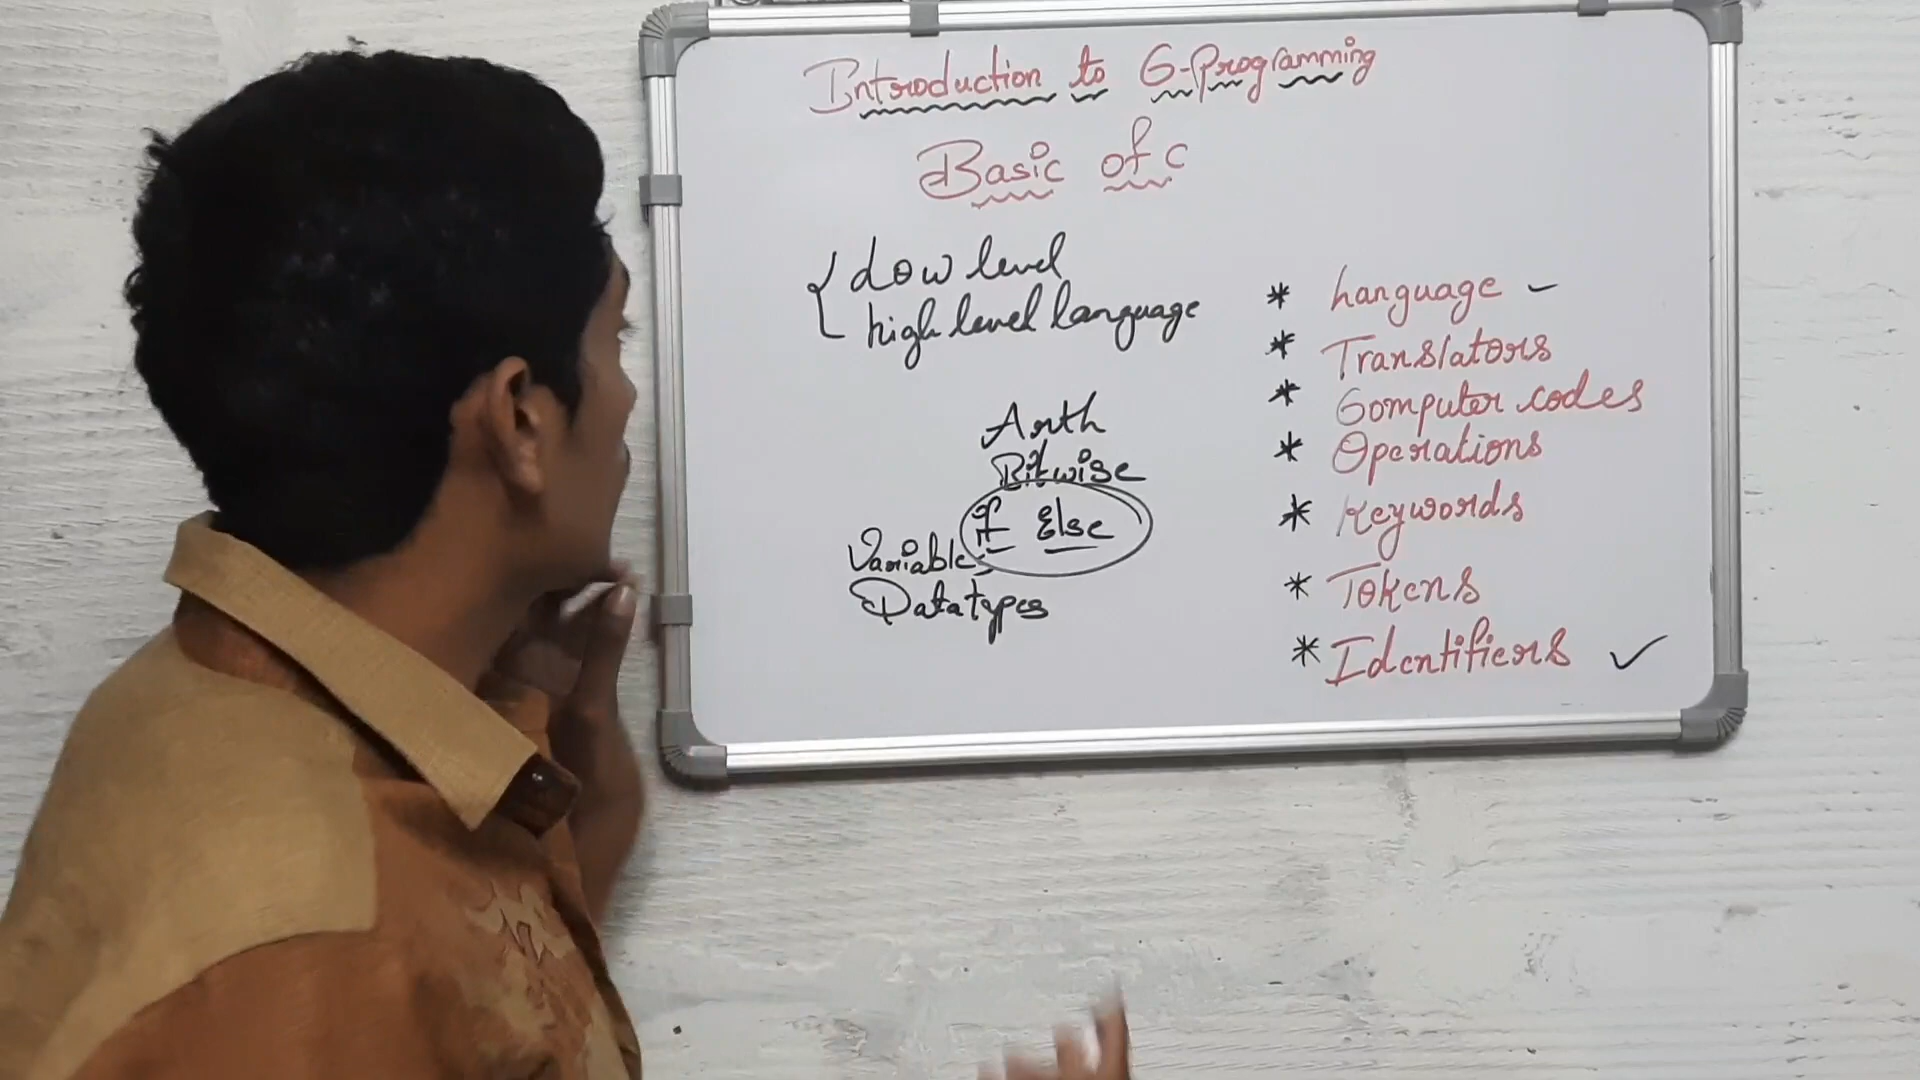 Introduction to C-Programming
Basic of C
Low level
high level language
Arith
Bitwise
if Else
Variables
Datatypes
* Language -
* Translators
* Computer codes
* Operations
* Keywords
* Tokens
* Identifiers ✓